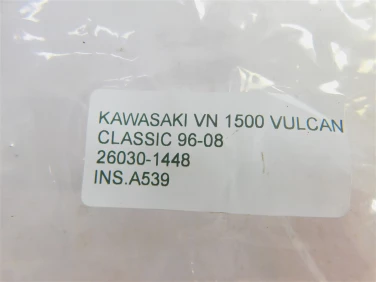 KAWASAKI VN 1500 VULCAN
CLASSIC 96-08
26030-1448
INS.A539